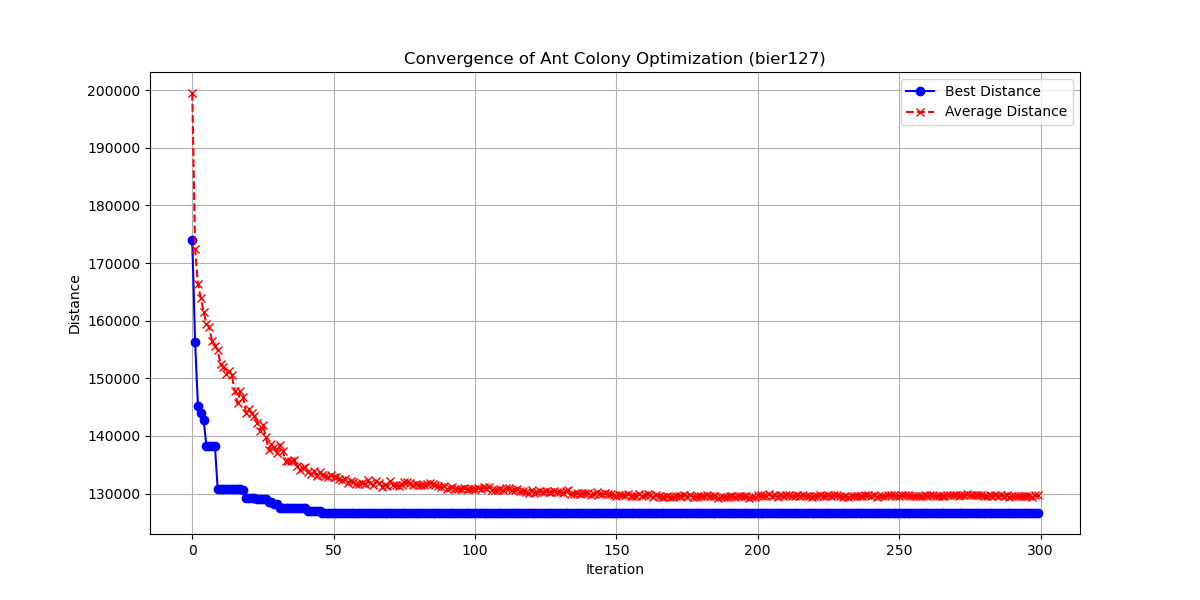 Convergence of Ant Colony Optimization (bier127)
Best Distance
Average Distance
200000
190000
180000
170000
160000
150000
140000
130000
Distance
0 50 100 150 200 250 300
Iteration